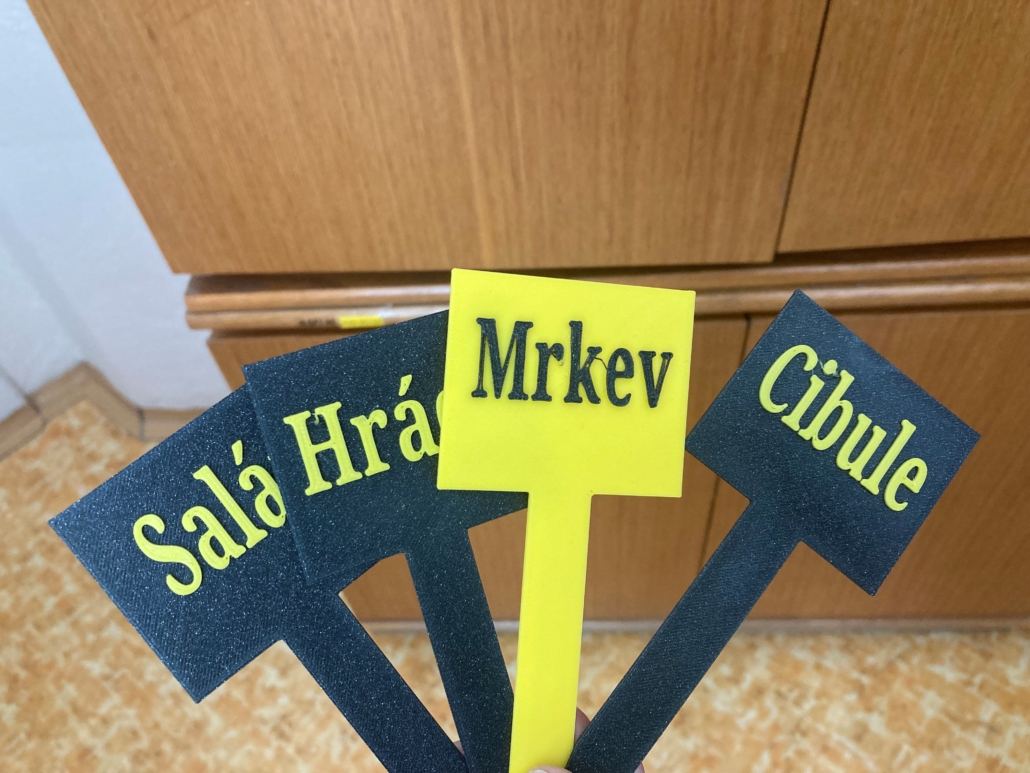 Salá
Hrá
Mrkev
Cibule